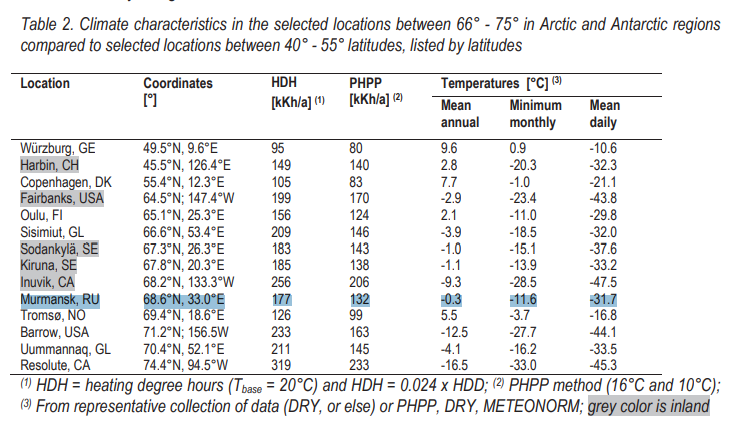 Table 2. Climate characteristics in the selected locations between 66° - 75° in Arctic and Antarctic regions
compared to selected locations between 40° - 55° latitudes, listed by latitudes
Location Coordinates HDH PHPP Temperatures [°C] (3)
[°] [kKh/a] (1) [kKh/a] (2) Mean Minimum Mean
annual monthly daily
Würzburg, GE 49.5°N, 9.6°E 95 80 9.6 0.9 -10.6
Harbin, CH 45.5°N, 126.4°E 149 140 2.8 -20.3 -32.3
Copenhagen, DK 55.4°N, 12.3°E 105 83 7.7 -1.0 -21.1
Fairbanks, USA 64.5°N, 147.4°W 199 170 -2.9 -23.4 -43.8
Oulu, FI 65.1°N, 25.3°E 156 124 2.1 -11.0 -29.8
Sisimiut, GL 66.6°N, 53.4°E 209 146 -3.9 -18.5 -32.0
Sodankylä, SE 67.3°N, 26.3°E 183 143 -1.0 -15.1 -37.6
Kiruna, SE 67.8°N, 20.3°E 185 138 -1.1 -13.9 -33.2
Inuvik, CA 68.2°N, 133.3°W 256 206 -9.3 -28.5 -47.5
Murmansk, RU 68.6°N, 33.0°E 177 132 -0.3 -11.6 -31.7
Tromsø, NO 69.4°N, 18.6°E 126 99 5.5 -3.7 -16.8
Barrow, USA 71.2°N; 156.5W 233 163 -12.5 -27.7 -44.1
Uummannaq, GL 70.4°N, 52.1°E 211 145 -4.1 -16.2 -33.5
Resolute, CA 74.4°N, 94.5°W 319 233 -16.5 -33.0 -45.3
(1) HDH = heating degree hours (Tbase = 20°C) and HDH = 0.024 x HDD; (2) PHPP method (16°C and 10°C);
(3) From representative collection of data (DRY, or else) or PHPP, DRY, METEONORM; grey color is inland